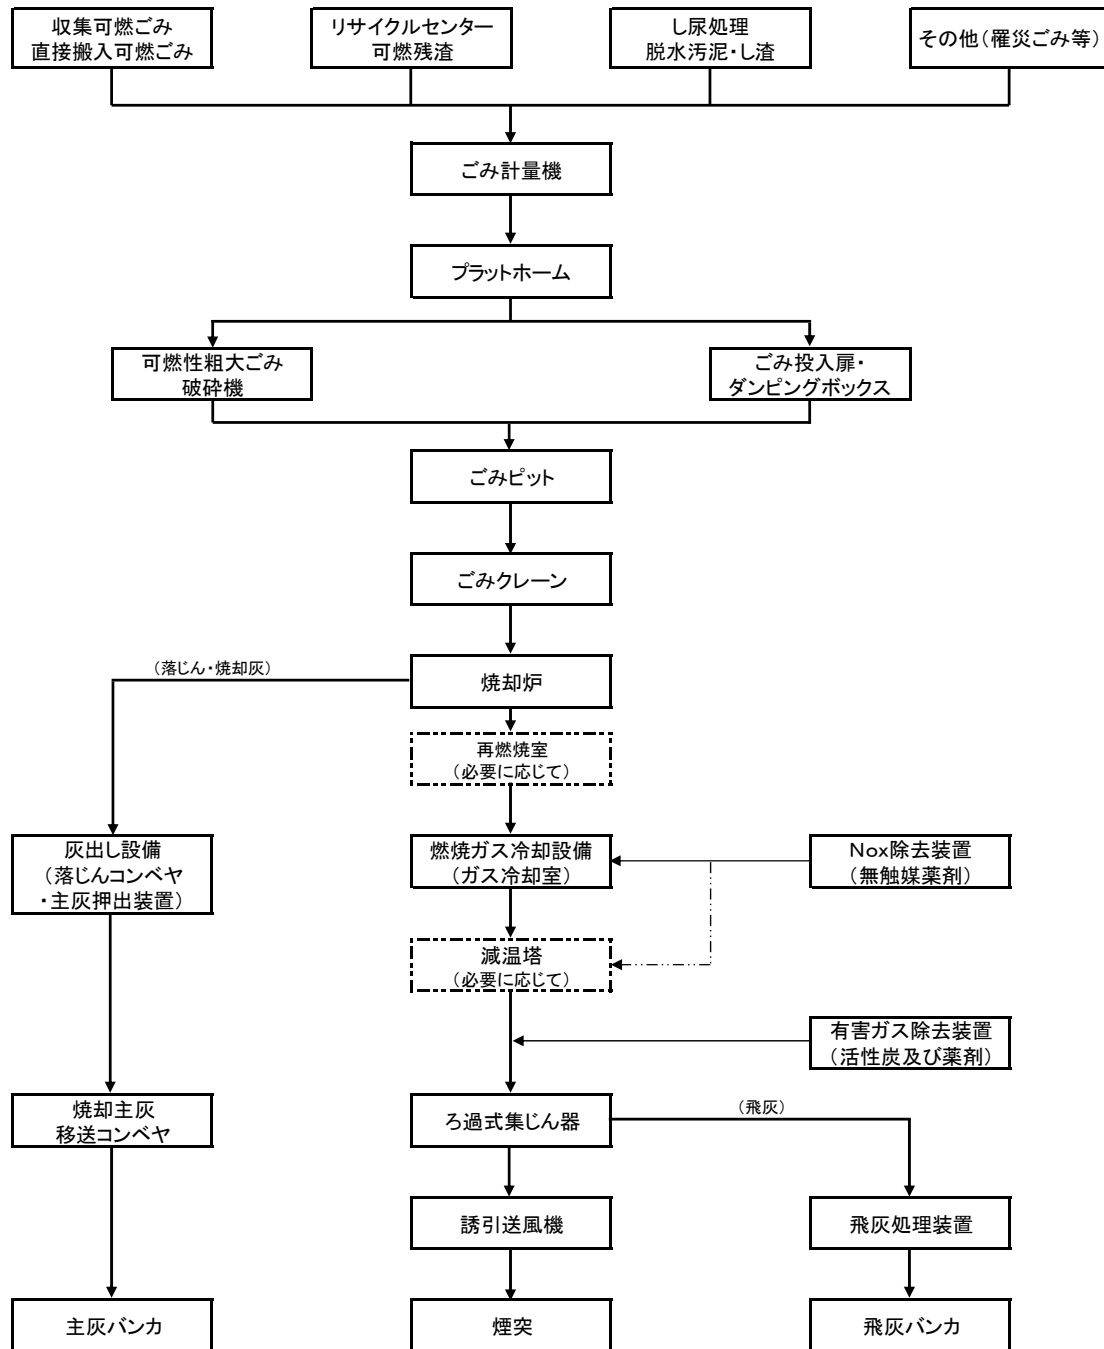 収集可燃ごみ
直接搬入可燃ごみ
リサイクルセンター
可燃残渣
し尿処理
脱水汚泥・し渣
その他（罹災ごみ等）
ごみ計量機
プラットホーム
可燃性粗大ごみ
破砕機
ごみ投入扉・
ダンピングボックス
ごみピット
ごみクレーン
（落じん・焼却灰）
焼却炉
再燃焼室
（必要に応じて）
灰出し設備
（落じんコンベヤ
・主灰押出装置）
燃焼ガス冷却設備
（ガス冷却室）
Ｎｏｘ除去装置
（無触媒薬剤）
減温塔
（必要に応じて）
有害ガス除去装置
（活性炭及び薬剤）
焼却主灰
移送コンベヤ
ろ過式集じん器
（飛灰）
誘引送風機
飛灰処理装置
主灰バンカ
煙突
飛灰バンカ